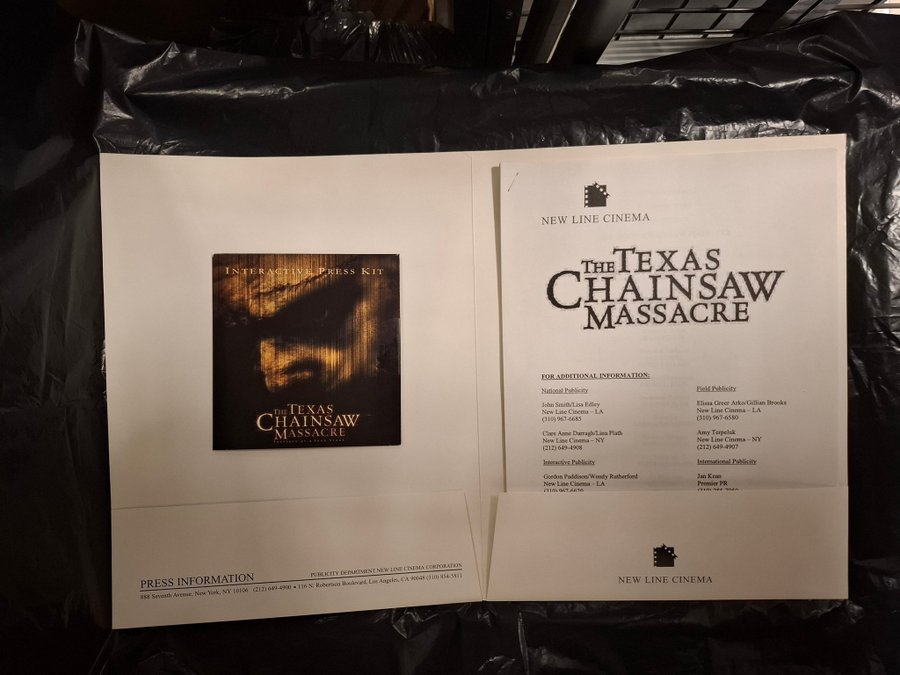 INTERACTIVE PRESS KIT
THE TEXAS
CHAINSAW
MASSACRE
PRESS INFORMATION
PUBLICITY DEPARTMENT NEW LINE CINEMA CORPORATION
888 Seventh Avenue, New York, NY 10106 (212) 649-4900 • 116 N. Robertson Boulevard, Los Angeles, CA 90048 (310) 854-5811
NEW LINE CINEMA
THE TEXAS
CHAINSAW
MASSACRE
FOR ADDITIONAL INFORMATION:
National Publicity
John Smith/Lisa Edley
New Line Cinema – LA
(310) 967-6685
Clare Anne Darragh/Lina Plath
New Line Cinema – NY
(212) 649-4908
Interactive Publicity
Gordon Paddison/Wendy Rutherford
New Line Cinema – LA
Field Publicity
Elissa Greer Arko/Gillian Brooks
New Line Cinema – LA
(310) 967-6580
Amy Terpeluk
New Line Cinema – NY
(212) 649-4907
International Publicity
Jan Kean
Premier PR
NEW LINE CINEMA